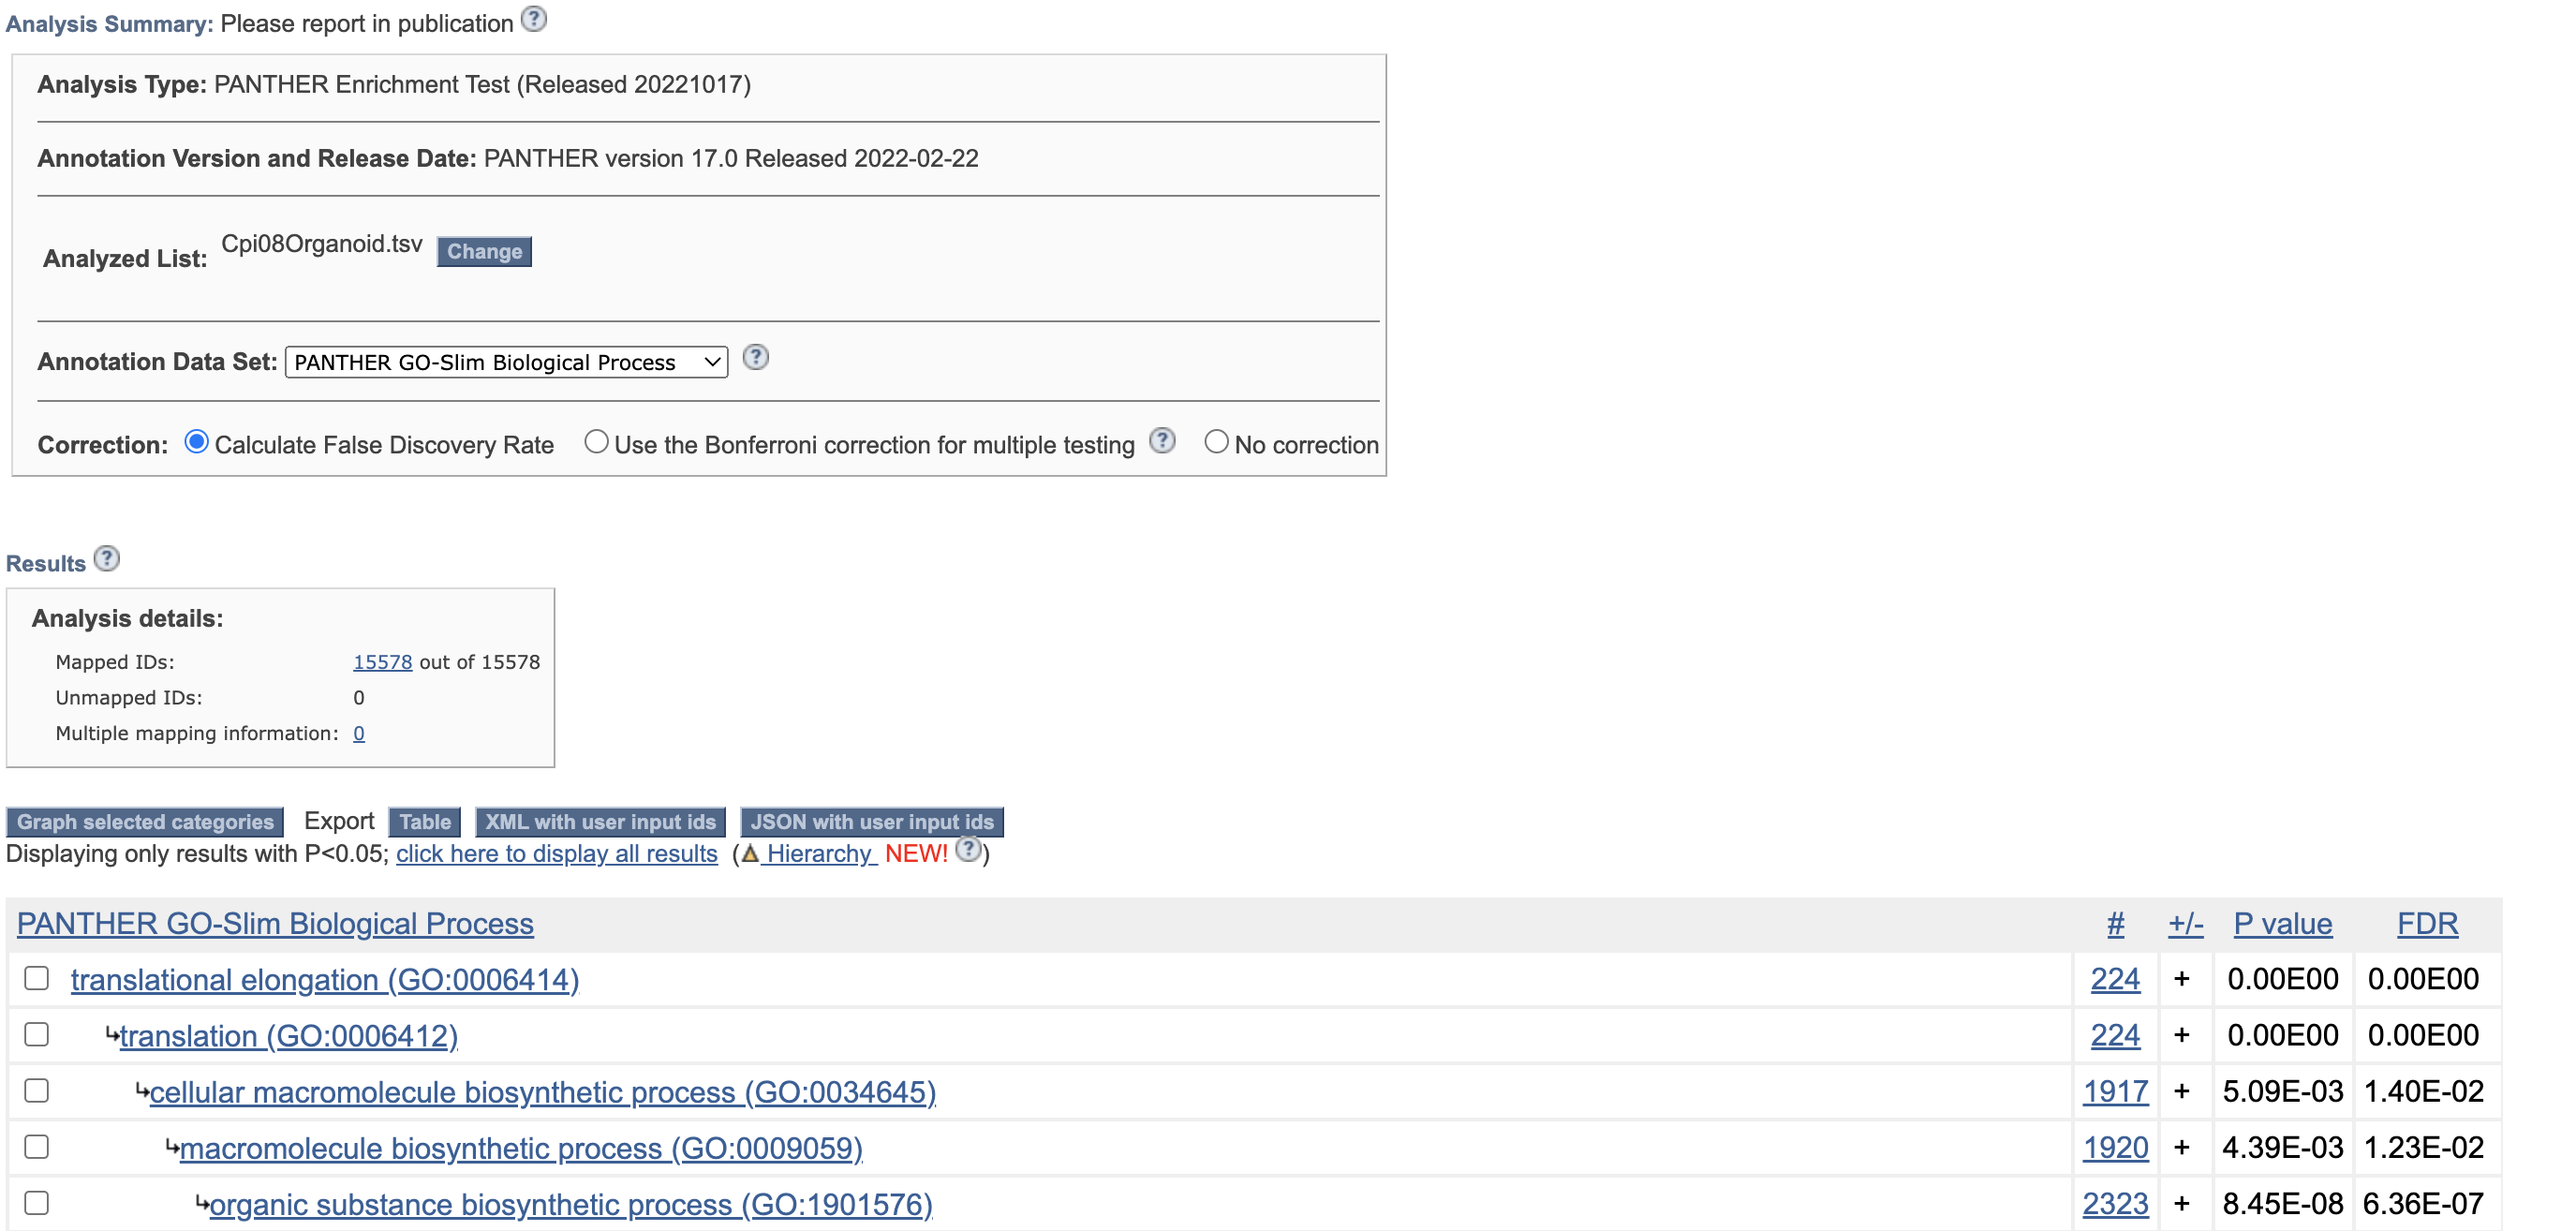 Analysis Summary: Please report in publication ?
Analysis Type: PANTHER Enrichment Test (Released 20221017)
Annotation Version and Release Date: PANTHER version 17.0 Released 2022-02-22
Analyzed List: Cpi08Organoid.tsv Change
Annotation Data Set: PANTHER GO-Slim Biological Process ?
Correction: Calculate False Discovery Rate Use the Bonferroni correction for multiple testing ? No correction
Results ?
Analysis details:
Mapped IDs: 15578 out of 15578
Unmapped IDs: 0
Multiple mapping information: 0
Graph selected categories Export Table XML with user input ids JSON with user input ids
Displaying only results with P<0.05; click here to display all results ( Hierarchy NEW! ?)
PANTHER GO-Slim Biological Process # +/- P value FDR
translational elongation (GO:0006414) 224 + 0.00E00 0.00E00
↳translation (GO:0006412) 224 + 0.00E00 0.00E00
↳cellular macromolecule biosynthetic process (GO:0034645) 1917 + 5.09E-03 1.40E-02
↳macromolecule biosynthetic process (GO:0009059) 1920 + 4.39E-03 1.23E-02
↳organic substance biosynthetic process (GO:1901576) 2323 + 8.45E-08 6.36E-07